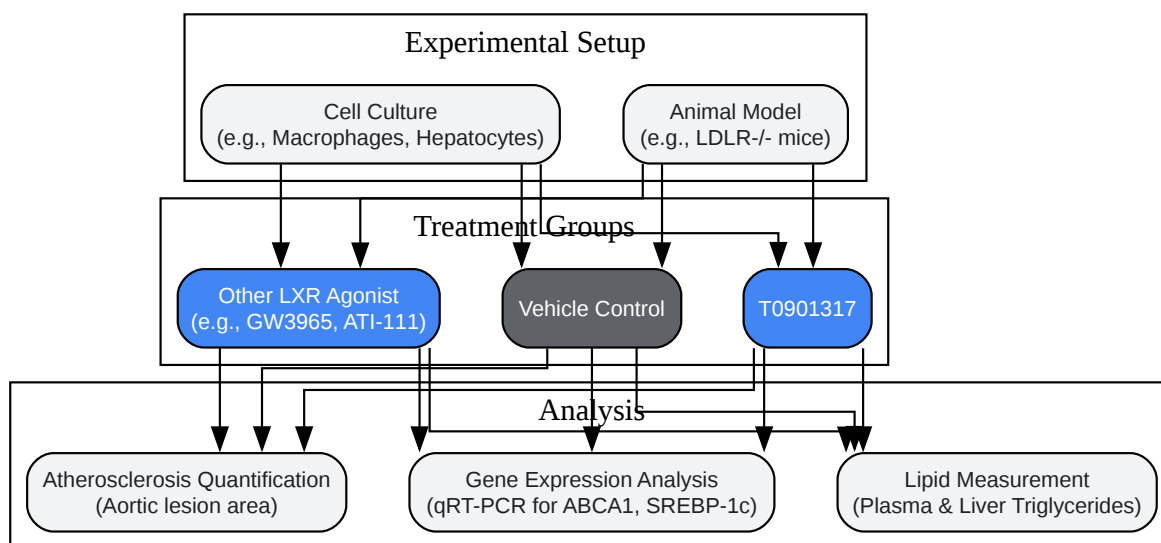 Experimental Setup
Cell Culture
(e.g., Macrophages, Hepatocytes)
Animal Model
(e.g., LDLR-/- mice)
Treatment Groups
Other LXR Agonist
(e.g., GW3965, ATI-111)
Vehicle Control
T0901317
Analysis
Atherosclerosis Quantification
(Aortic lesion area)
Gene Expression Analysis
(qRT-PCR for ABCA1, SREBP-1c)
Lipid Measurement
(Plasma & Liver Triglycerides)